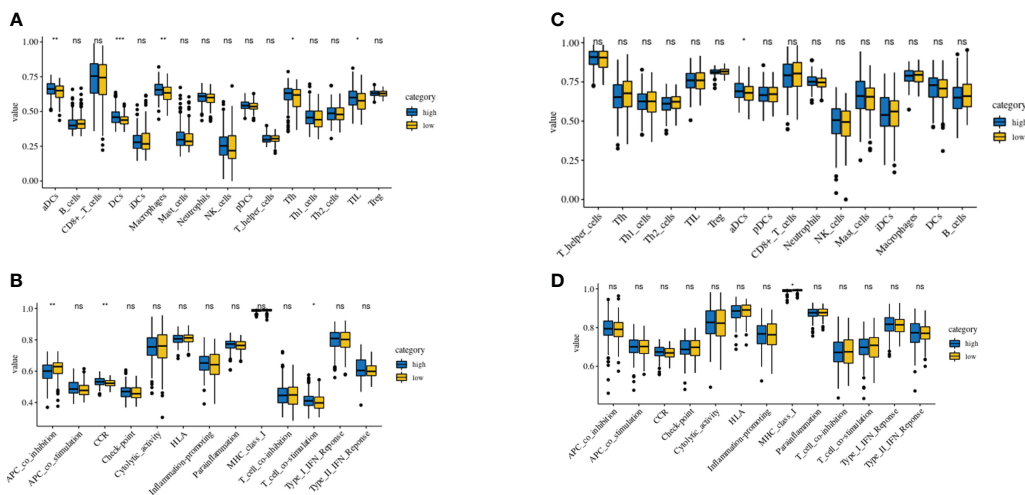 A
** ns ns *** ns ** ns ns ns ns ns * ns ns * ns
1.00
0.75
0.50
0.25
0.00
value
category
high
low
aDCs
B_cells
CD8+_T_cells
DCs
iDCs
Macrophages
Mast_cells
Neutrophils
NK_cells
pDCs
T_helper_cells
Tfh
Th1_cells
Th2_cells
TIL
Treg
C
ns ns ns ns ns ns * ns ns ns ns ns ns ns ns ns
1.00
0.75
0.50
0.25
0.00
value
category
high
low
T_helper_cells
Tfh
Th1_cells
Th2_cells
TIL
Treg
aDCs
pDCs
CD8+_T_cells
Neutrophils
NK_cells
Mast_cells
iDCs
Macrophages
DCs
B_cells
B
** ns ** ns ns ns ns ns ns ns * ns ns
1.0
0.8
0.6
0.4
value
category
high
low
APC_co_inhibition
APC_co_stimulation
CCR
Check-point
Cytolytic_activity
HLA
Inflammation-promoting
Parainflammation
MHC_class_I
T_cell_co-inhibition
T_cell_co-stimulation
Type_I_IFN_Reponse
Type_II_IFN_Reponse
D
ns ns ns ns ns ns ns * ns ns ns ns ns
1.0
0.8
0.6
value
category
high
low
APC_co_inhibition
APC_co_stimulation
CCR
Check-point
Cytolytic_activity
HLA
Inflammation-promoting
MHC_class_I
Parainflammation
T_cell_co-inhibition
T_cell_co-stimulation
Type_I_IFN_Reponse
Type_II_IFN_Reponse